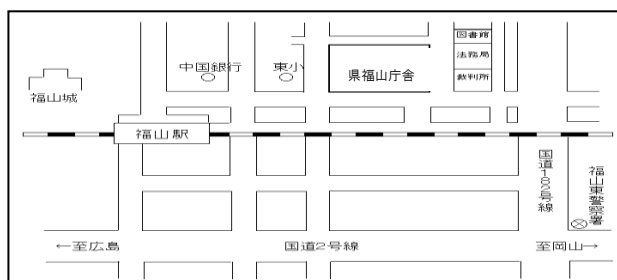 図書館
法務局
裁判所
中国銀行
東小
県福山庁舎
福山城
福山駅
国道182号線
福山東警察署
←至広島
国道2号線
至岡山→